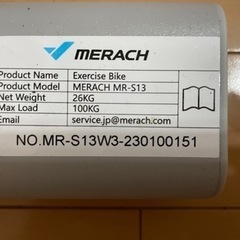 MERACH
Product Name Exercise Bike
Product Model MERACH MR-S13
Net Weight 26KG
Max Load 100KG
Email service.jp@merach.com
NO.MR-S13W3-230100151